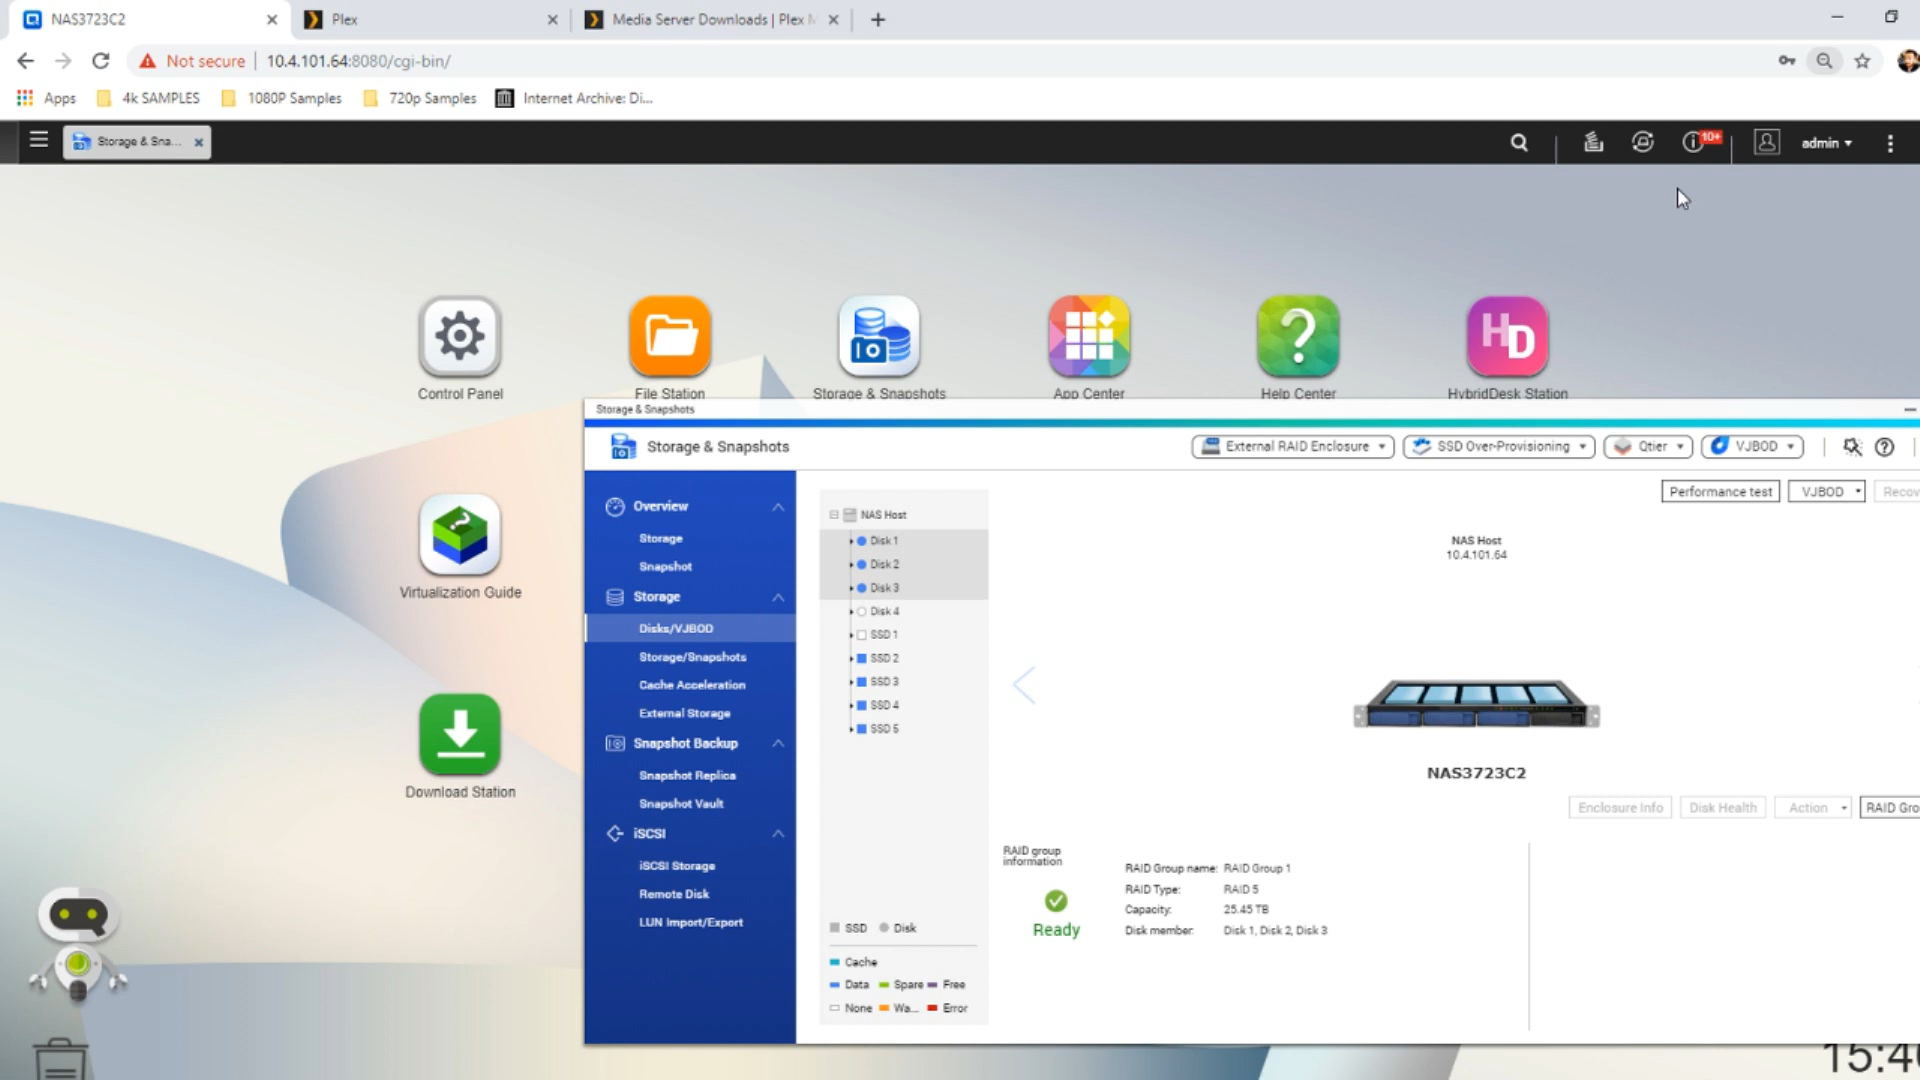 NAS3723C2
Plex
Media Server Downloads | Plex
Not secure
10.4.101.64:8080/cgi-bin/
Apps
4k SAMPLES
1080P Samples
720p Samples
Internet Archive: Di...
Storage & Sna...
10+
admin
HD
Control Panel
File Station
Storage & Snapshots
App Center
Help Center
HybridDesk Station
Virtualization Guide
Download Station
Storage & Snapshots
Storage & Snapshots
External RAID Enclosure
SSD Over-Provisioning
Qtier
VJBOD
Performance test
VJBOD
Recov
Overview
Storage
Snapshot
Storage
Disks/VJBOD
Storage/Snapshots
Cache Acceleration
External Storage
Snapshot Backup
Snapshot Replica
Snapshot Vault
iSCSI
iSCSI Storage
Remote Disk
LUN Import/Export
NAS Host
Disk 1
Disk 2
Disk 3
Disk 4
SSD 1
SSD 2
SSD 3
SSD 4
SSD 5
SSD
Disk
Cache
Data
Spare
Free
None
Wa...
Error
NAS Host
10.4.101.64
NAS3723C2
Enclosure Info
Disk Health
Action
RAID Gro
RAID group
information
Ready
RAID Group name: RAID Group 1
RAID Type: RAID 5
Capacity: 25.45 TB
Disk member: Disk 1, Disk 2, Disk 3